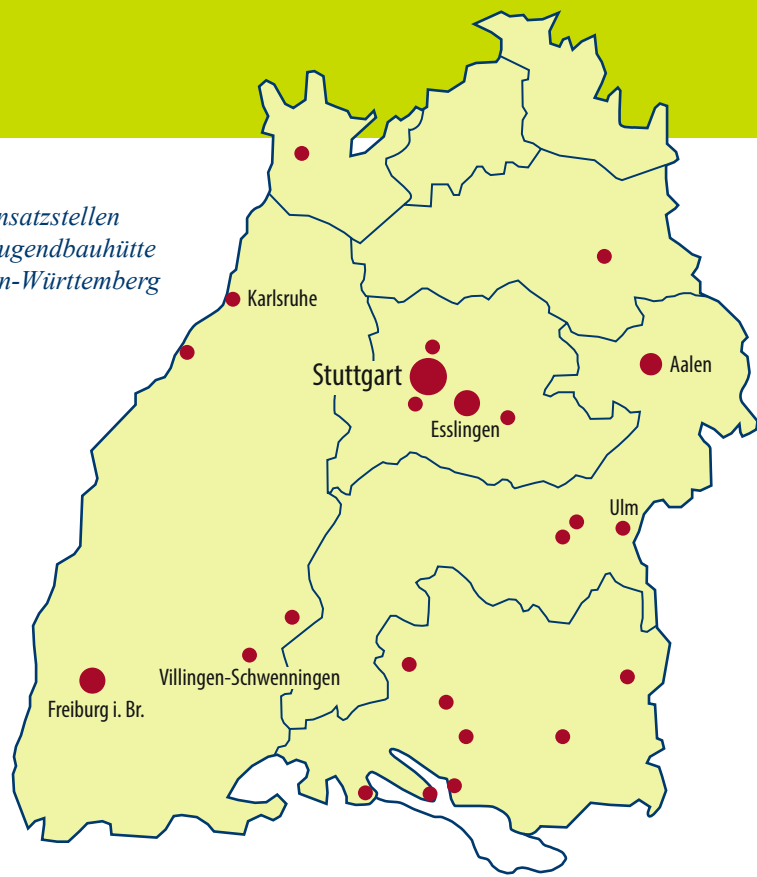 nsatzstellen
ugendbauhütte
n-Württemberg
Karlsruhe
Stuttgart
Aalen
Esslingen
Ulm
Villingen-Schwenningen
Freiburg i. Br.